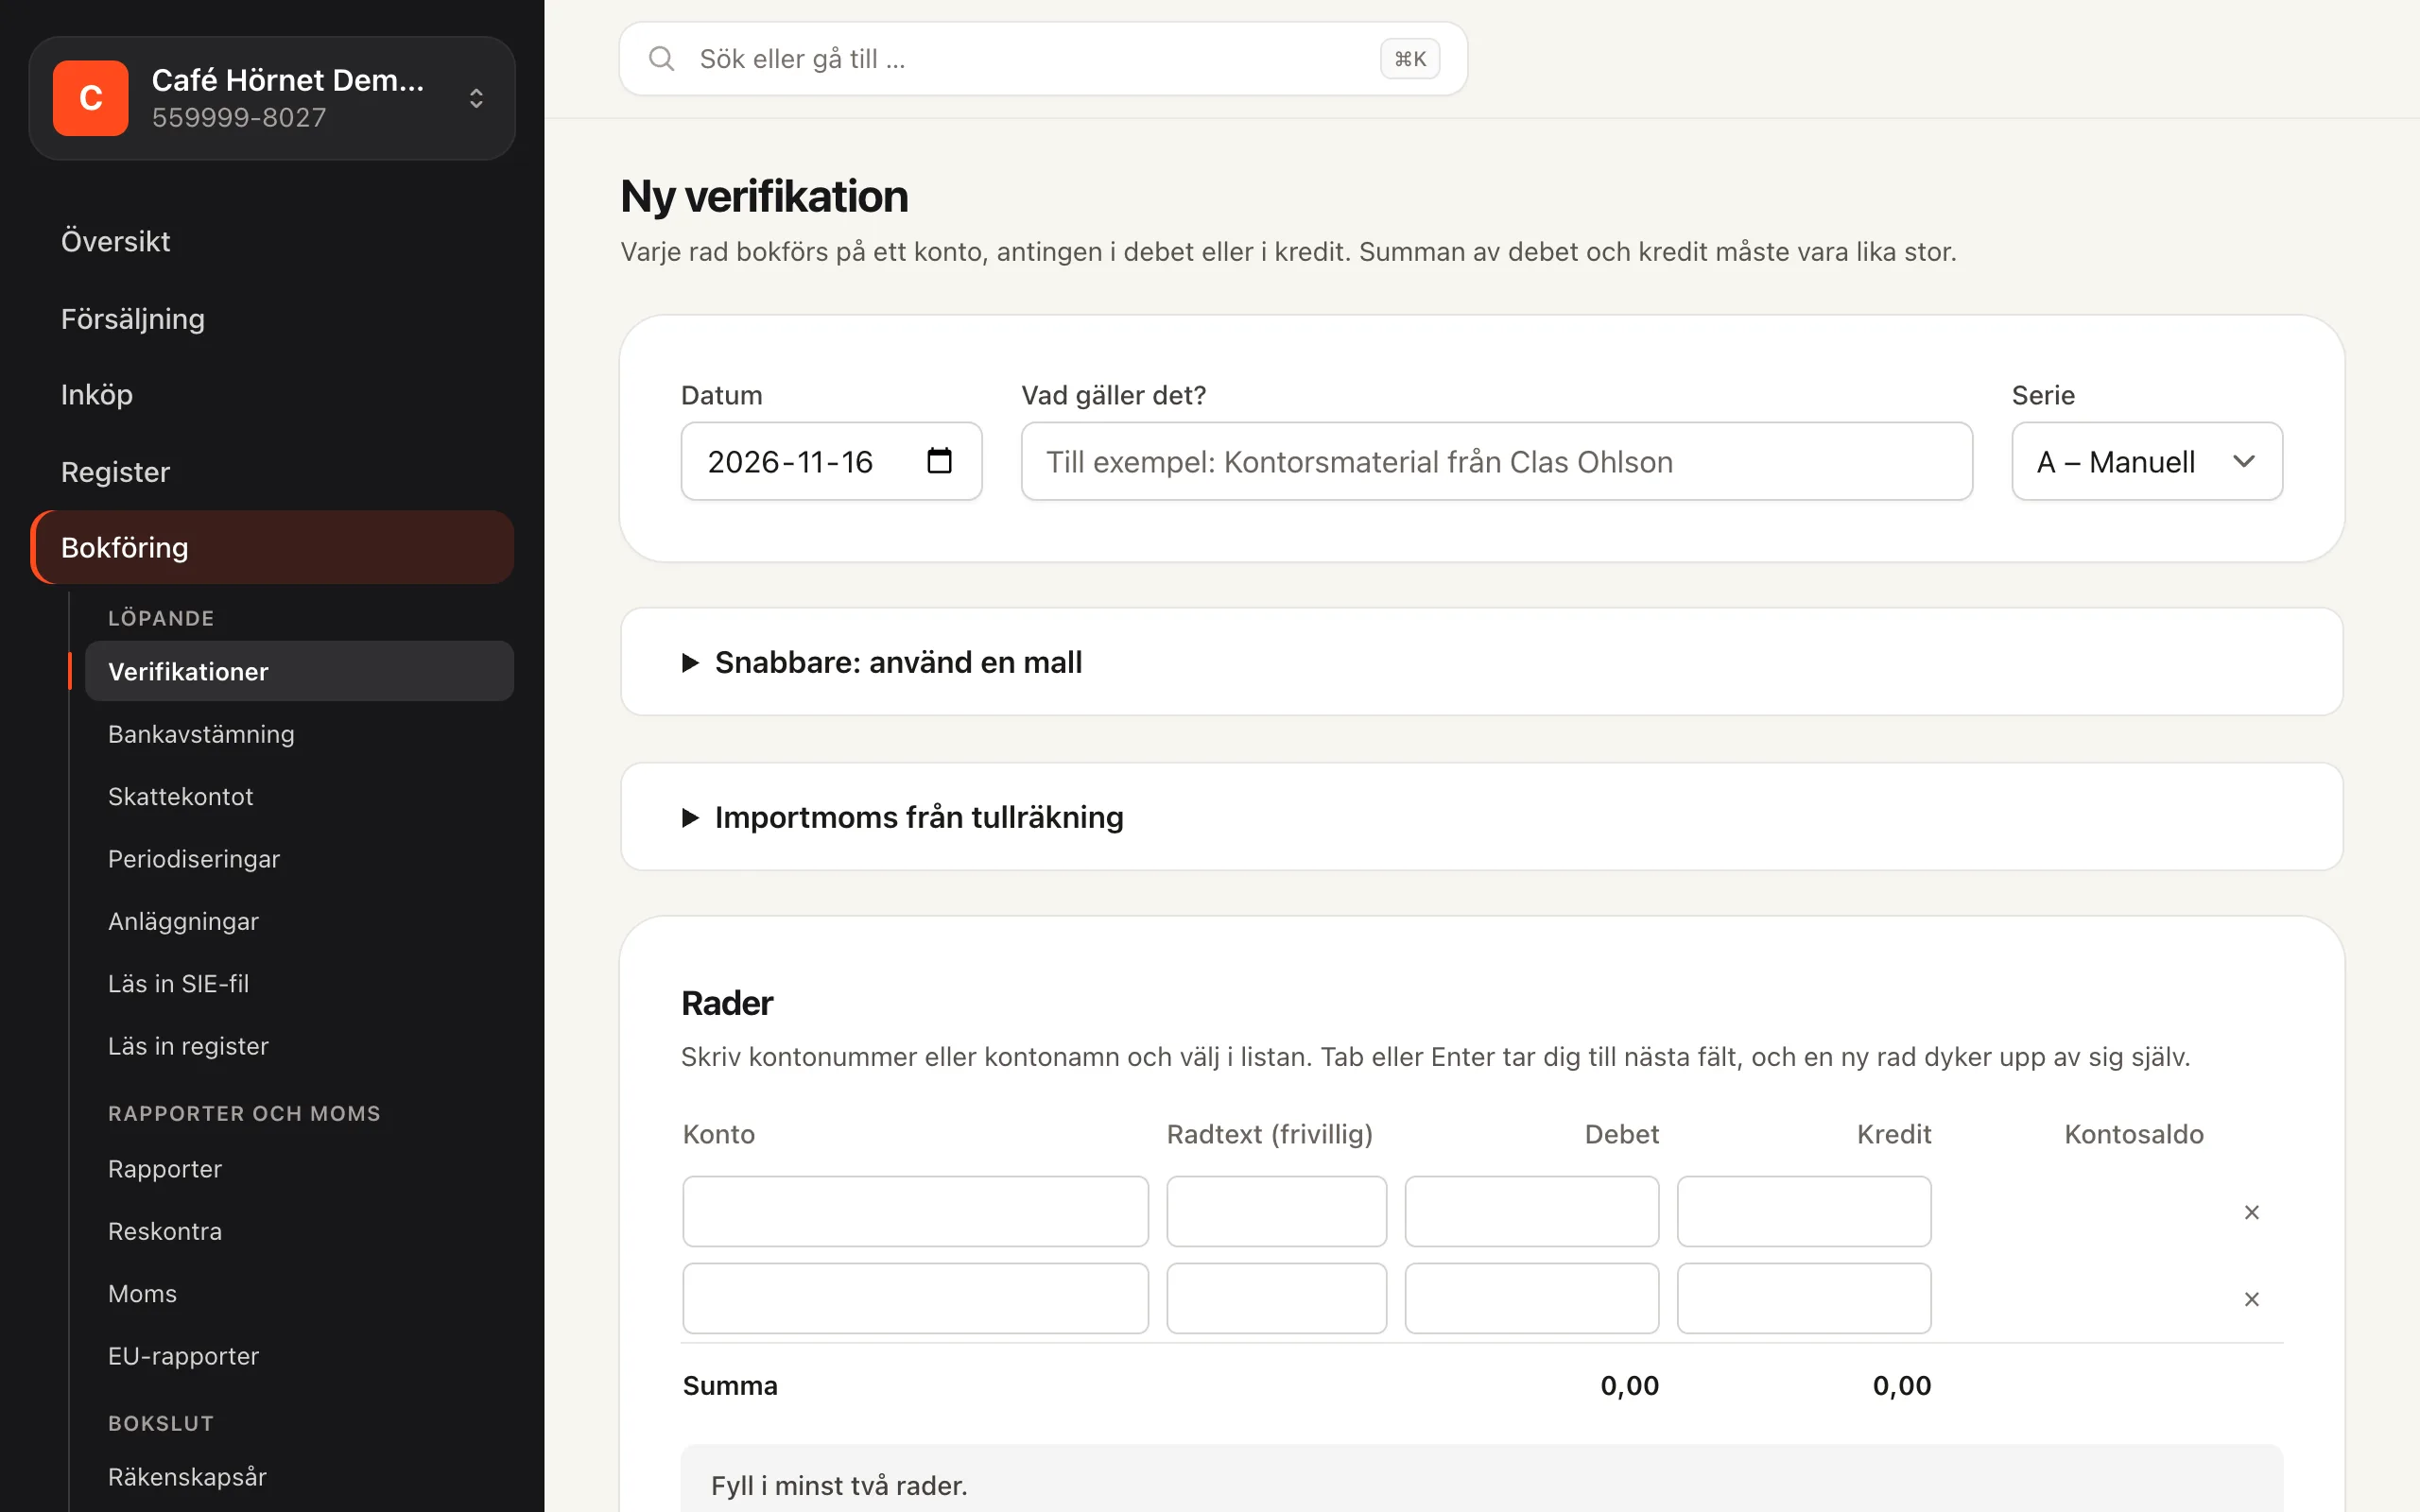 C
Café Hörnet Dem...
559999-8027
Översikt
Försäljning
Inköp
Register
Bokföring
LÖPANDE
Verifikationer
Bankavstämning
Skattekontot
Periodiseringar
Anläggningar
Läs in SIE-fil
Läs in register
RAPPORTER OCH MOMS
Rapporter
Reskontra
Moms
EU-rapporter
BOKSLUT
Räkenskapsår
Sök eller gå till ... ⌘K
Ny verifikation
Varje rad bokförs på ett konto, antingen i debet eller i kredit. Summan av debet och kredit måste vara lika stor.
Datum Vad gäller det? Serie
2026-11-16 Till exempel: Kontorsmaterial från Clas Ohlson A – Manuell
Snabbare: använd en mall
Importmoms från tullräkning
Rader
Skriv kontonummer eller kontonamn och välj i listan. Tab eller Enter tar dig till nästa fält, och en ny rad dyker upp av sig själv.
Konto Radtext (frivillig) Debet Kredit Kontosaldo
×
×
Summa 0,00 0,00
Fyll i minst två rader.